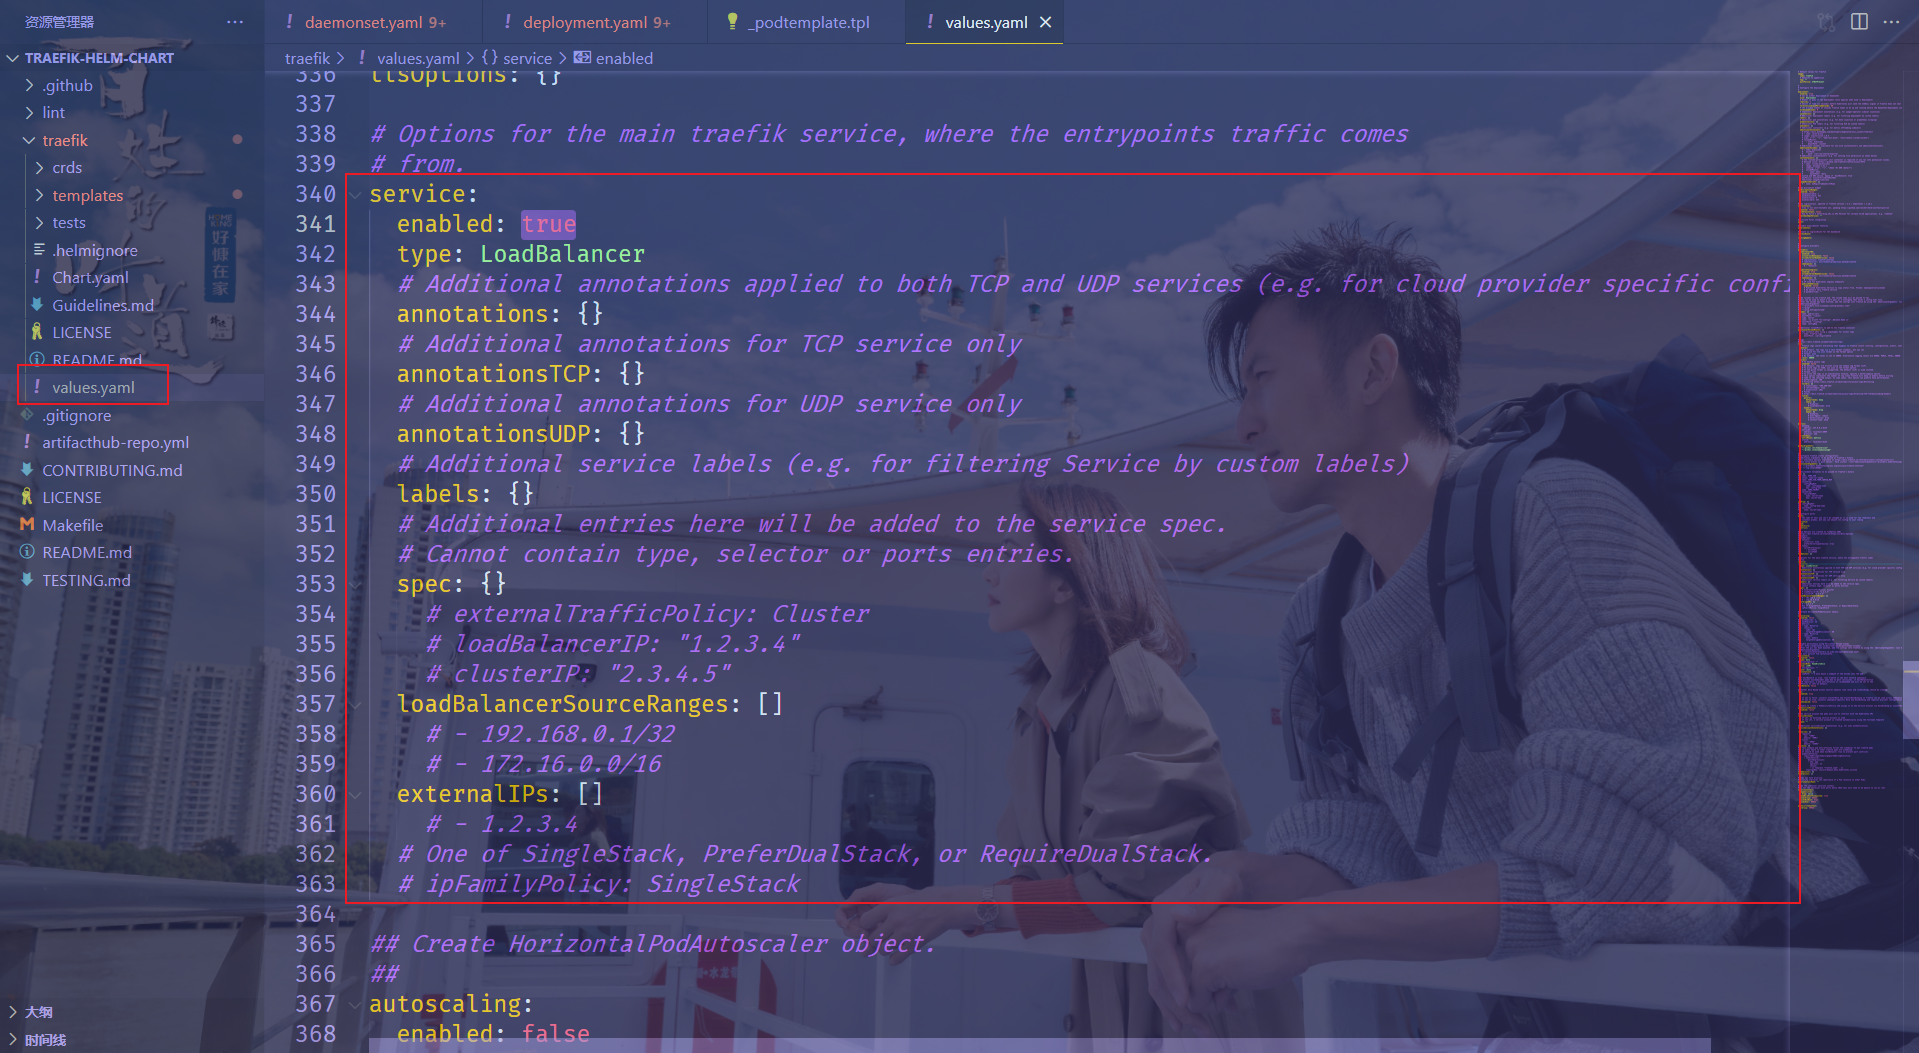 资源管理器
TRAEFIK-HELM-CHART
.github
lint
traefik
crds
templates
tests
.helmignore
Chart.yaml
Guidelines.md
LICENSE
README.md
values.yaml
.gitignore
artifacthub-repo.yml
CONTRIBUTING.md
LICENSE
Makefile
README.md
TESTING.md
大纲
时间线
daemonset.yaml 9+
deployment.yaml 9+
_podtemplate.tpl
values.yaml
traefik > values.yaml > {} service > enabled
336 tlsOptions: {}
337
338 # Options for the main traefik service, where the entrypoints traffic comes
339 # from.
340 service:
341 enabled: true
342 type: LoadBalancer
343 # Additional annotations applied to both TCP and UDP services (e.g. for cloud provider specific confi
344 annotations: {}
345 # Additional annotations for TCP service only
346 annotationsTCP: {}
347 # Additional annotations for UDP service only
348 annotationsUDP: {}
349 # Additional service labels (e.g. for filtering Service by custom labels)
350 labels: {}
351 # Additional entries here will be added to the service spec.
352 # Cannot contain type, selector or ports entries.
353 spec: {}
354 # externalTrafficPolicy: Cluster
355 # loadBalancerIP: "1.2.3.4"
356 # clusterIP: "2.3.4.5"
357 loadBalancerSourceRanges: []
358 # - 192.168.0.1/32
359 # - 172.16.0.0/16
360 externalIPs: []
361 # - 1.2.3.4
362 # One of SingleStack, PreferDualStack, or RequireDualStack.
363 # ipFamilyPolicy: SingleStack
364
365 ## Create HorizontalPodAutoscaler object.
366 ##
367 autoscaling:
368 enabled: false
好慷在家